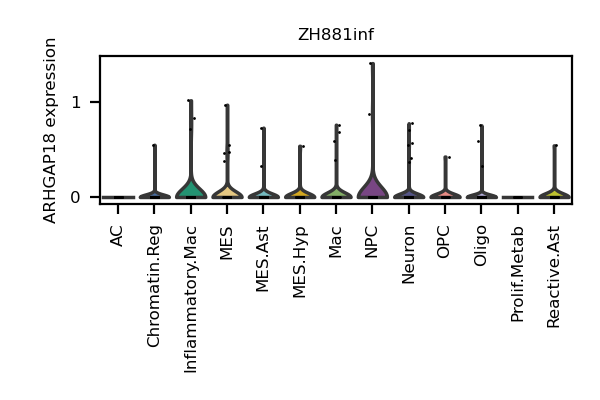 ZH881inf
ARHGAP18 expression
1
0
AC
Chromatin.Reg
Inflammatory.Mac
MES
MES.Ast
MES.Hyp
Mac
NPC
Neuron
OPC
Oligo
Prolif.Metab
Reactive.Ast